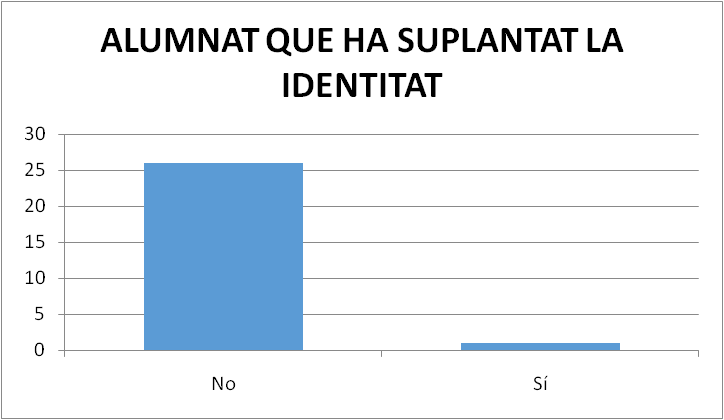 ALUMNAT QUE HA SUPLANTAT LA
IDENTITAT
30
25
20
15
10
5
0
No
Sí